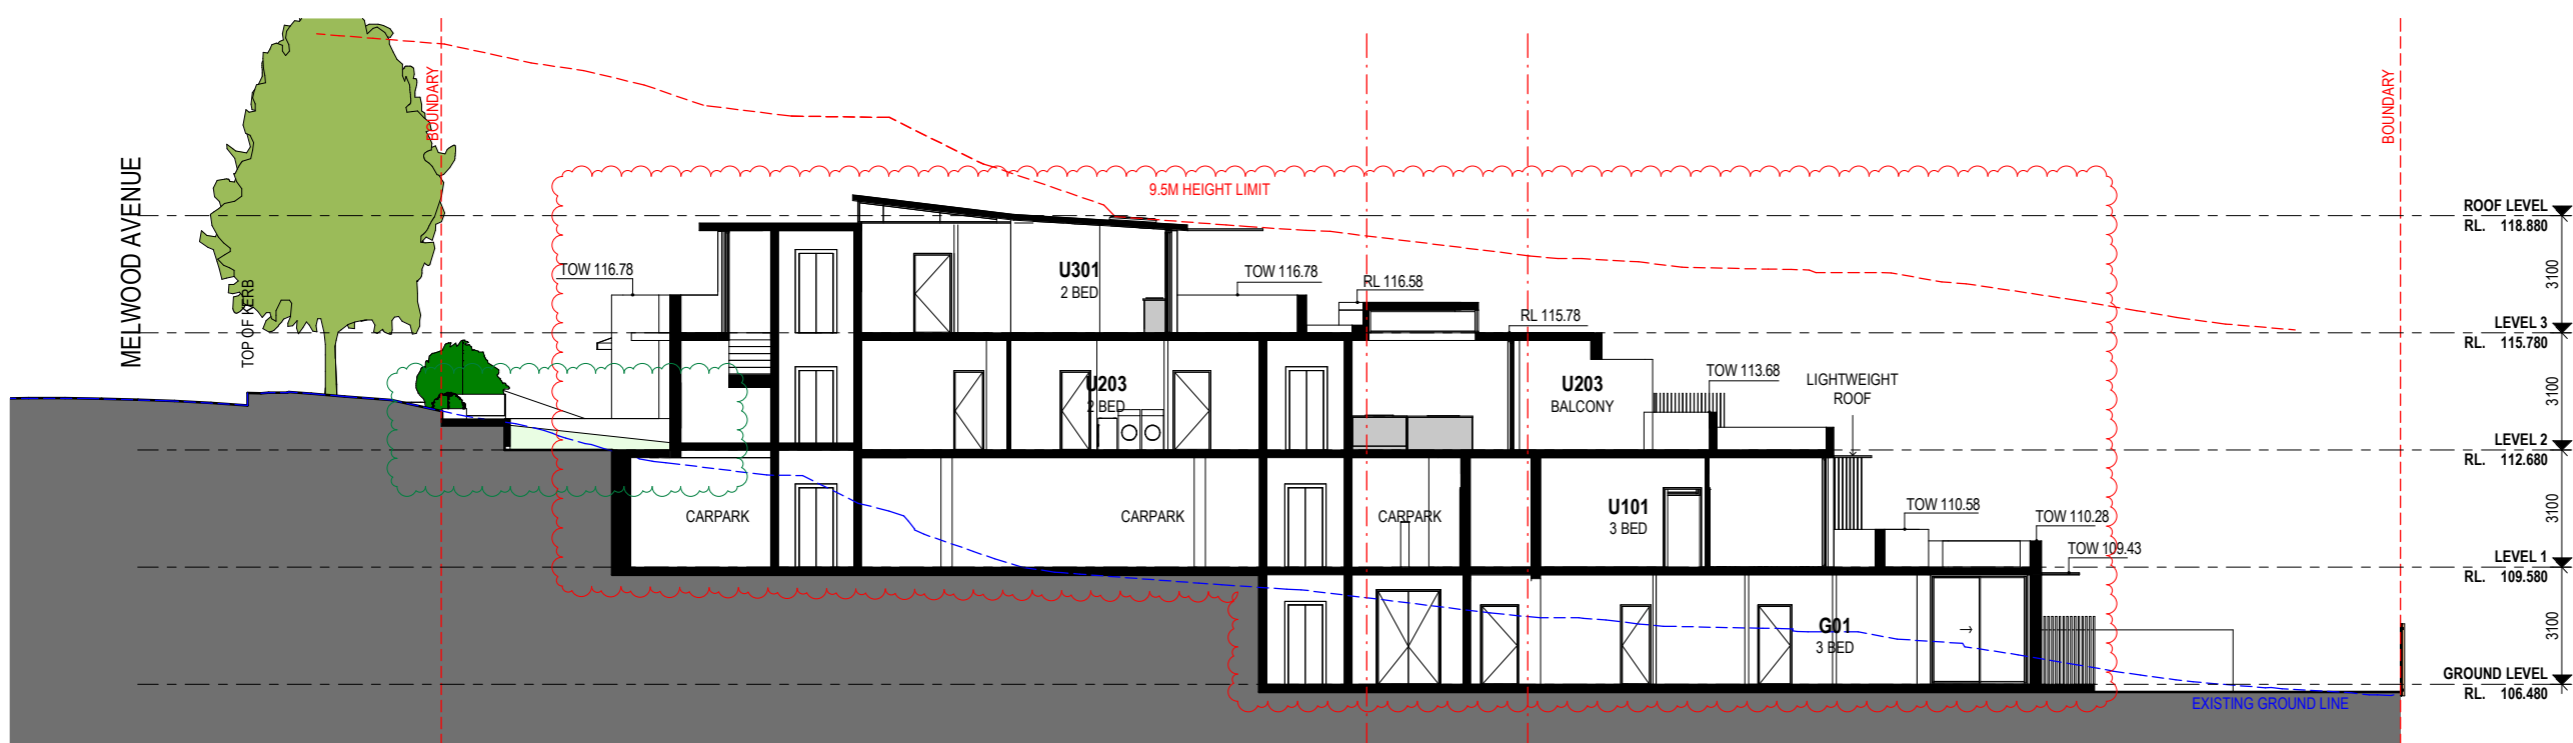 MELWOOD AVENUE
TOP OF KERB
BOUNDARY
9.5M HEIGHT LIMIT
BOUNDARY
ROOF LEVEL
RL. 118.880
3100
TOW 116.78
U301
2 BED
TOW 116.78
RL 116.58
RL 115.78
LEVEL 3
RL. 115.780
3100
U203
2 BED
U203
BALCONY
TOW 113.68
LIGHTWEIGHT
ROOF
LEVEL 2
RL. 112.680
3100
CARPARK
CARPARK
CARPARK
U101
3 BED
TOW 110.58
TOW 110.28
TOW 109.43
LEVEL 1
RL. 109.580
3100
G01
3 BED
GROUND LEVEL
RL. 106.480
EXISTING GROUND LINE